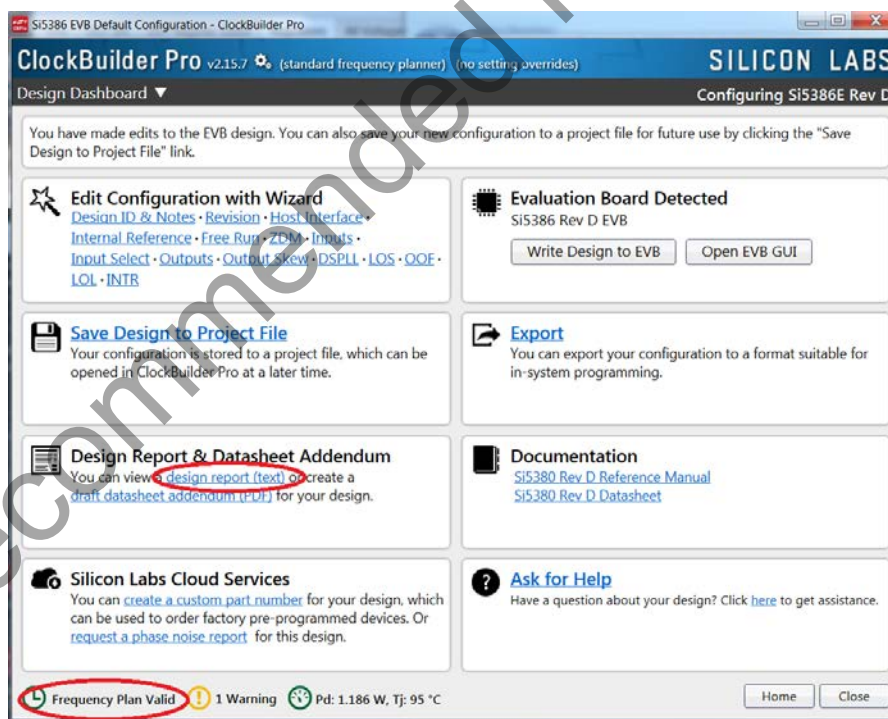 Si5386 EVB Default Configuration - ClockBuilder Pro
ClockBuilder Pro v2.15.7 (standard frequency planner) (no setting overrides)
SILICON LABS
Design Dashboard ▼
Configuring Si5386E Rev D
You have made edits to the EVB design. You can also save your new configuration to a project file for future use by clicking the "Save
Design to Project File" link.
Edit Configuration with Wizard
Design ID & Notes · Revision · Host Interface ·
Internal Reference · Free Run · ZDM · Inputs ·
Input Select · Outputs · Output Skew · DSPLL · LOS · OOF ·
LOL · INTR
Evaluation Board Detected
Si5386 Rev D EVB
Write Design to EVB
Open EVB GUI
Save Design to Project File
Your configuration is stored to a project file, which can be
opened in ClockBuilder Pro at a later time.
Export
You can export your configuration to a format suitable for
in-system programming.
Design Report & Datasheet Addendum
You can view a design report (text) or create a
draft datasheet addendum (PDF) for your design.
Documentation
Si5380 Rev D Reference Manual
Si5380 Rev D Datasheet
Silicon Labs Cloud Services
You can create a custom part number for your design, which
can be used to order factory pre-programmed devices. Or
request a phase noise report for this design.
Ask for Help
Have a question about your design? Click here to get assistance.
Frequency Plan Valid
1 Warning
Pd: 1.186 W, Tj: 95 °C
Home
Close
ecommended